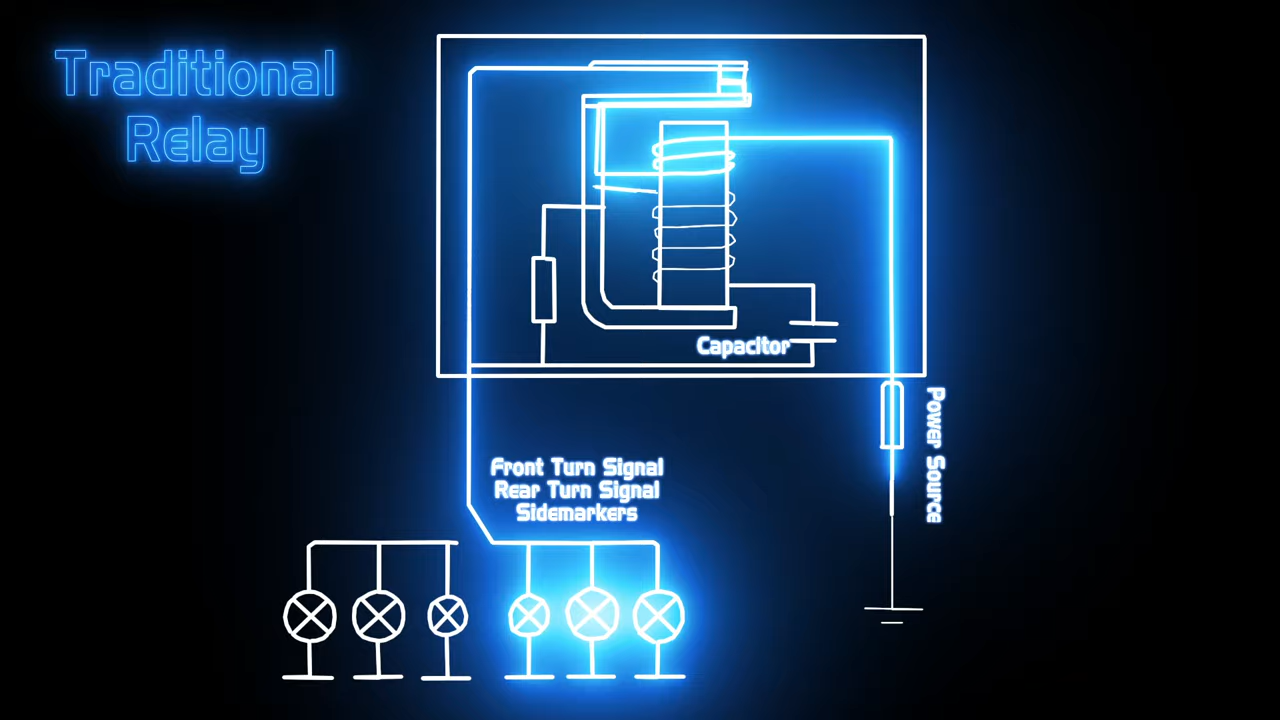 Traditional
Relay
Capacitor
Power Source
Front Turn Signal
Rear Turn Signal
Sidemarkers